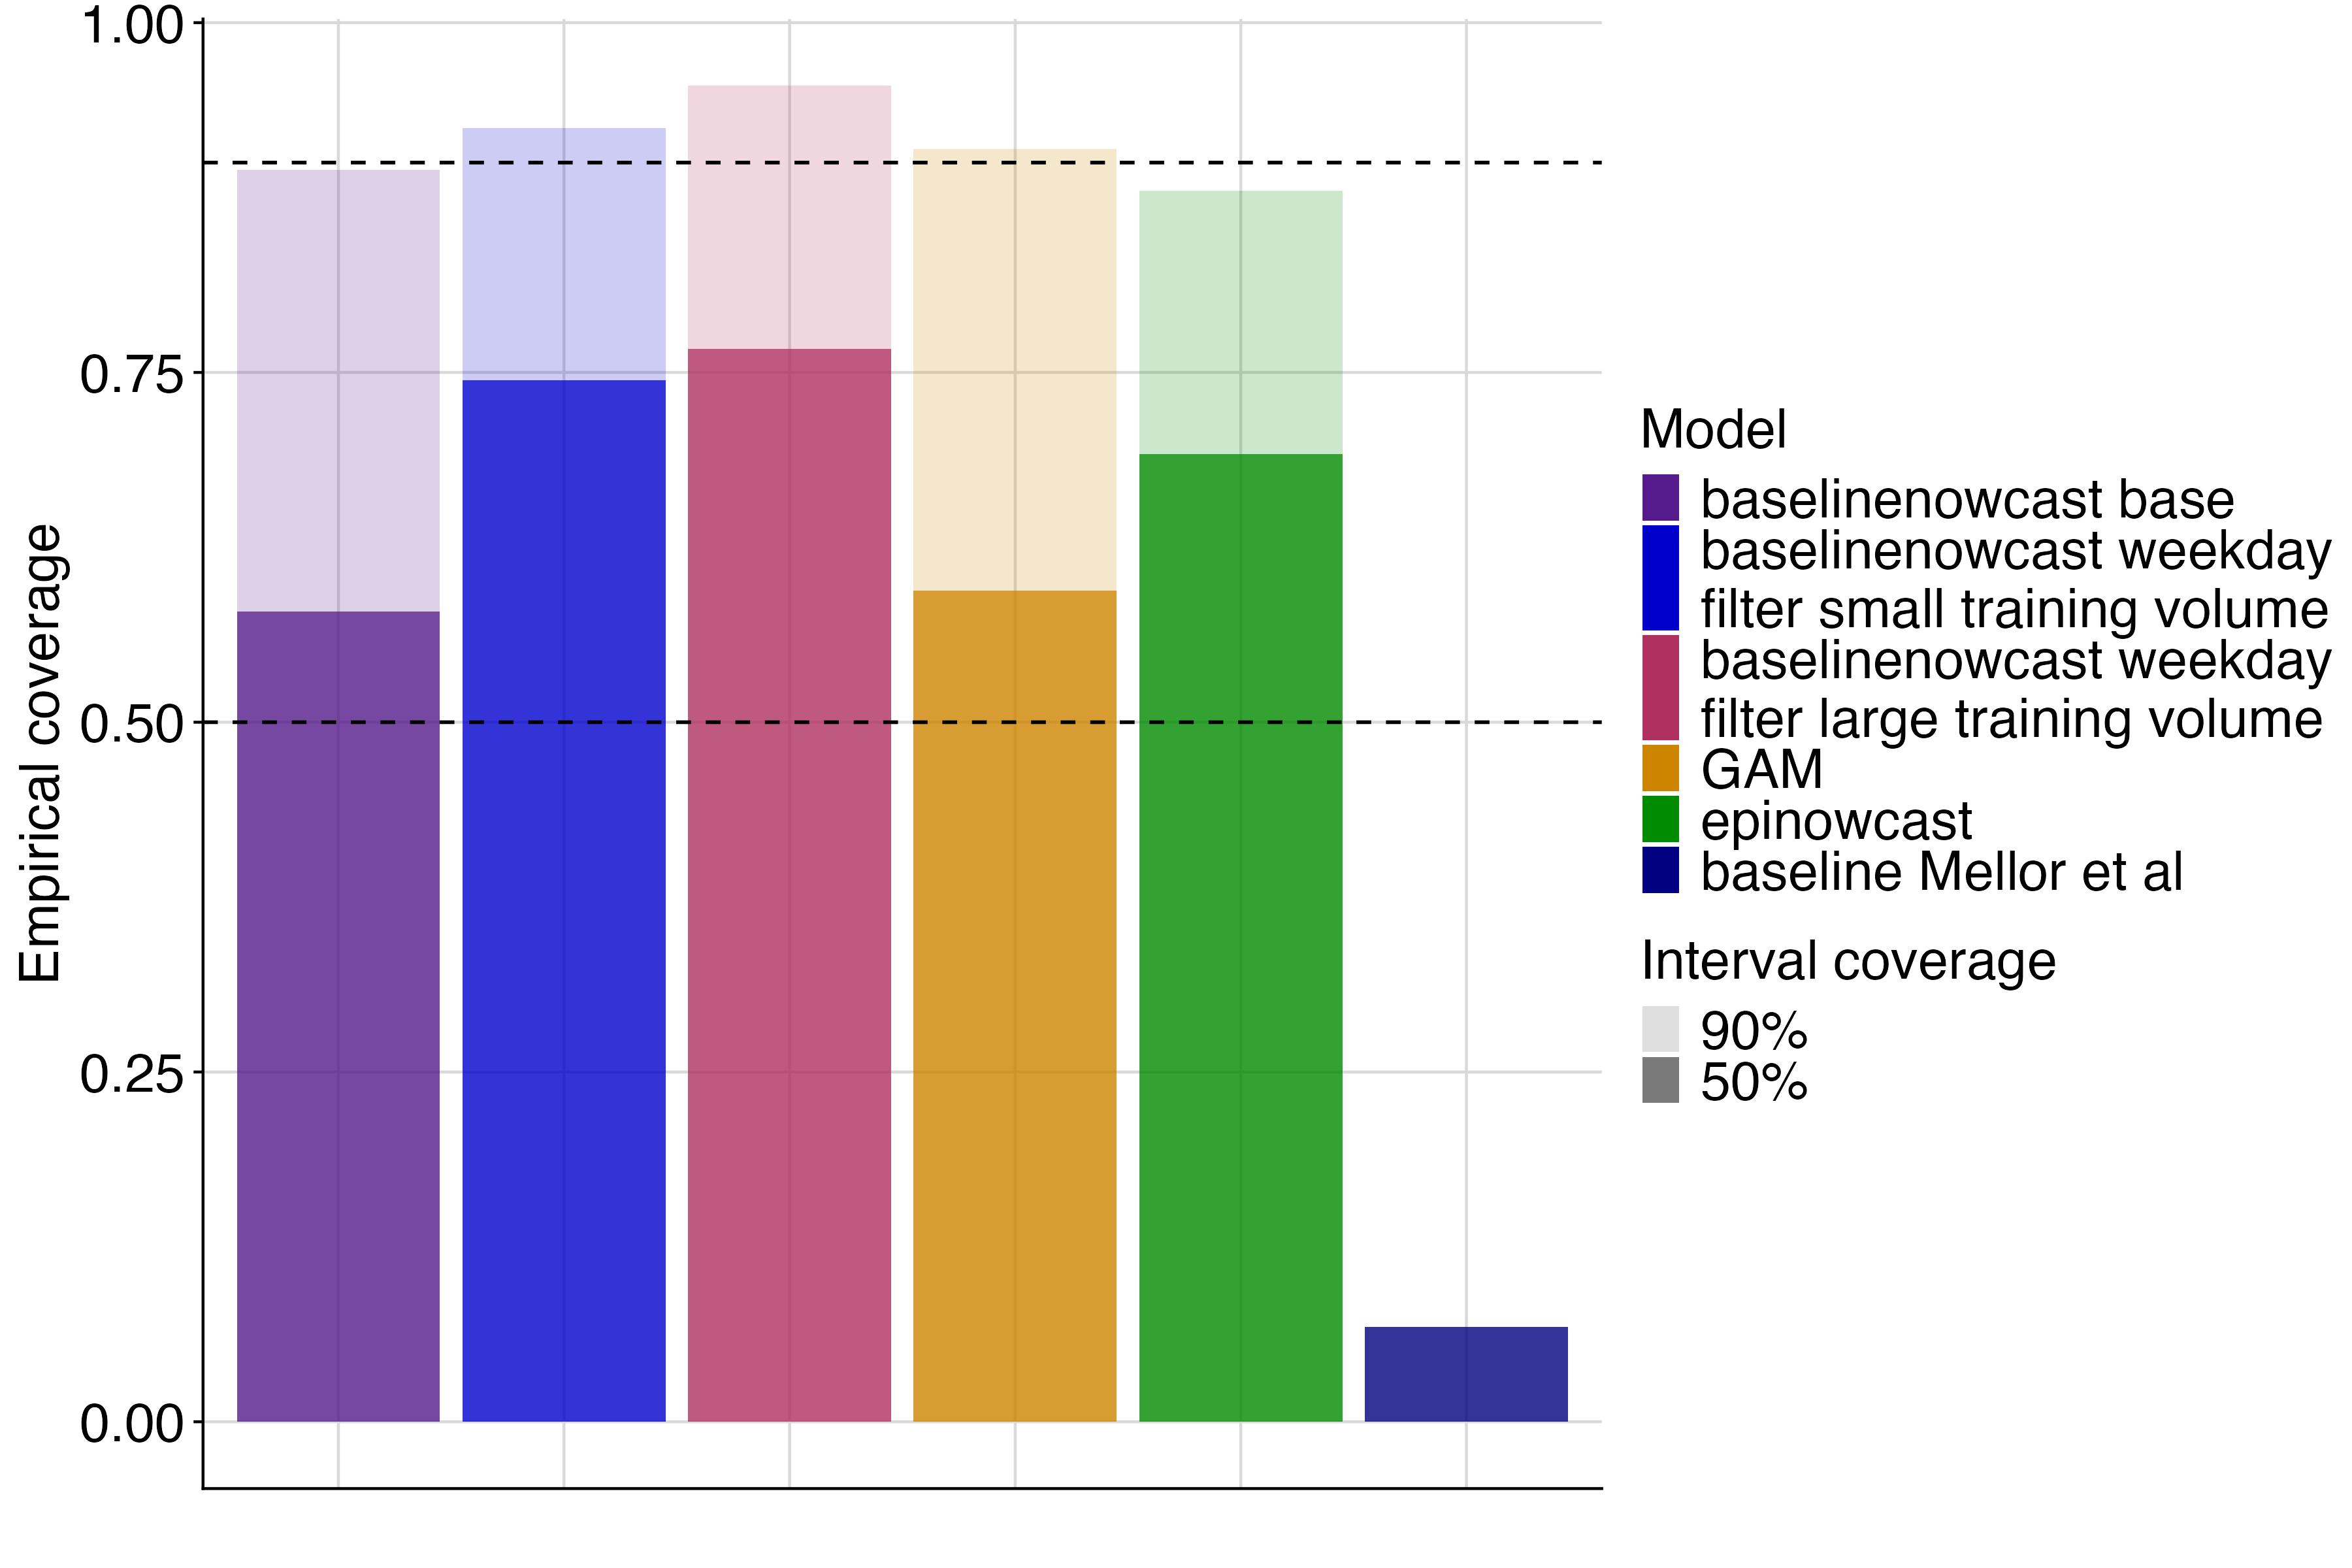 1.00
0.75
0.50
0.25
0.00
Empirical coverage
Model
baselinenowcast base
baselinenowcast weekday
filter small training volume
baselinenowcast weekday
filter large training volume
GAM
epinowcast
baseline Mellor et al
Interval coverage
90%
50%